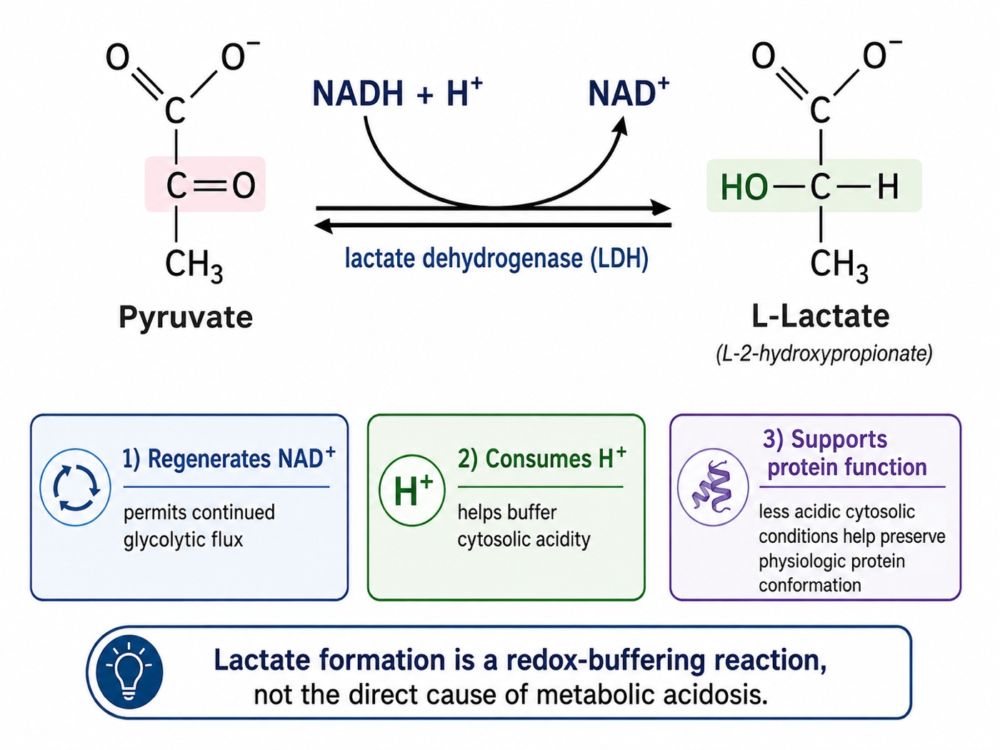 O O⁻
C
C=O
CH₃
Pyruvate
NADH + H⁺ NAD⁺
lactate dehydrogenase (LDH)
O O⁻
C
HO—C—H
CH₃
L-Lactate
(L-2-hydroxypropionate)
1) Regenerates NAD⁺
permits continued
glycolytic flux
H⁺
2) Consumes H⁺
helps buffer
cytosolic acidity
3) Supports
protein function
less acidic cytosolic
conditions help preserve
physiologic protein
conformation
Lactate formation is a redox-buffering reaction,
not the direct cause of metabolic acidosis.